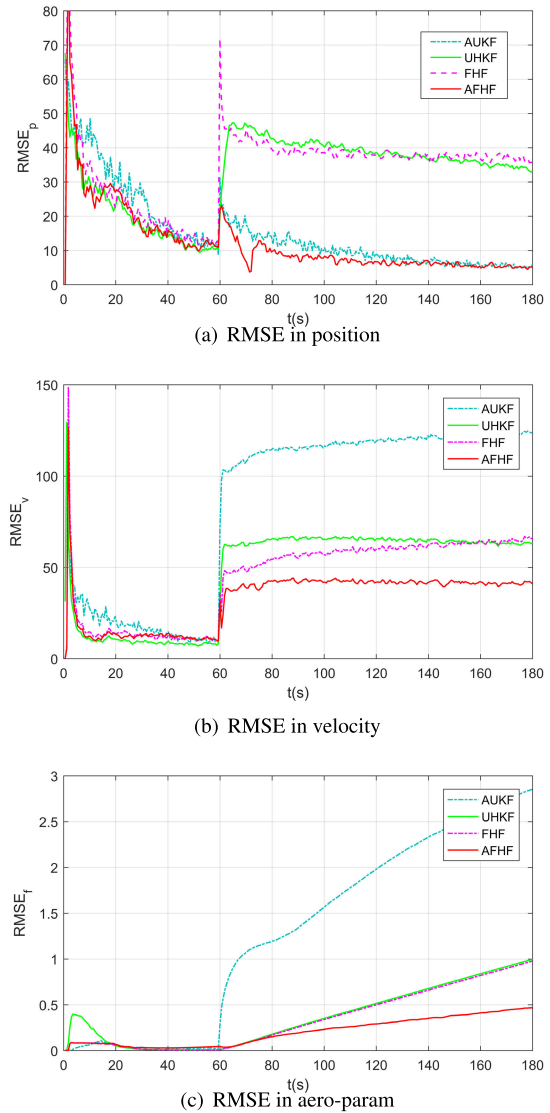 80
70
60
50
40
30
20
10
0
RMSE_p
AUKF
UHKF
FHF
AFHF
0 20 40 60 80 100 120 140 160 180
t(s)
(a) RMSE in position
150
100
50
0
RMSE_v
AUKF
UHKF
FHF
AFHF
0 20 40 60 80 100 120 140 160 180
t(s)
(b) RMSE in velocity
3
2.5
2
1.5
1
0.5
0
RMSE_f
AUKF
UHKF
FHF
AFHF
0 20 40 60 80 100 120 140 160 180
t(s)
(c) RMSE in aero-param